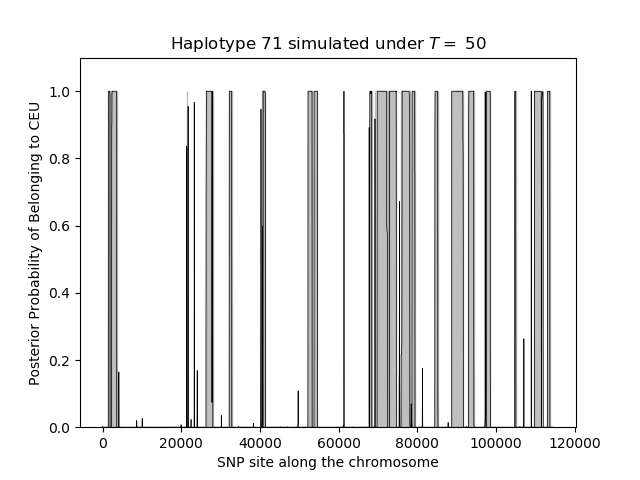 Haplotype 71 simulated under T = 50
Posterior Probability of Belonging to CEU
1.0
0.8
0.6
0.4
0.2
0.0
0 20000 40000 60000 80000 100000 120000
SNP site along the chromosome